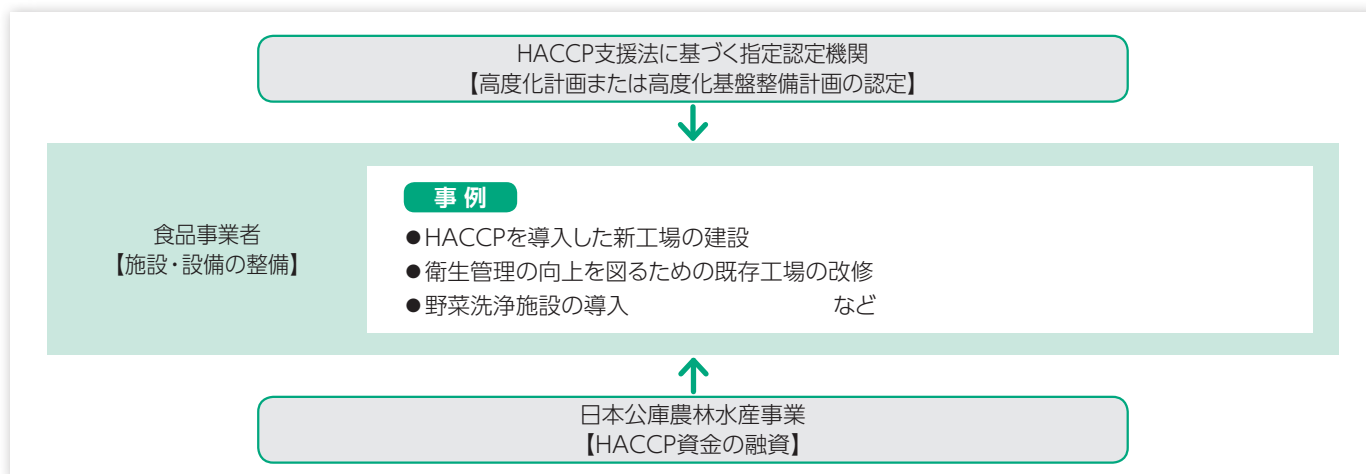 HACCP支援法に基づく指定認定機関
【高度化計画または高度化基盤整備計画の認定】
食品事業者
【施設・設備の整備】
事例
●HACCPを導入した新工場の建設
●衛生管理の向上を図るための既存工場の改修
●野菜洗浄施設の導入 など
日本公庫農林水産事業
【HACCP資金の融資】